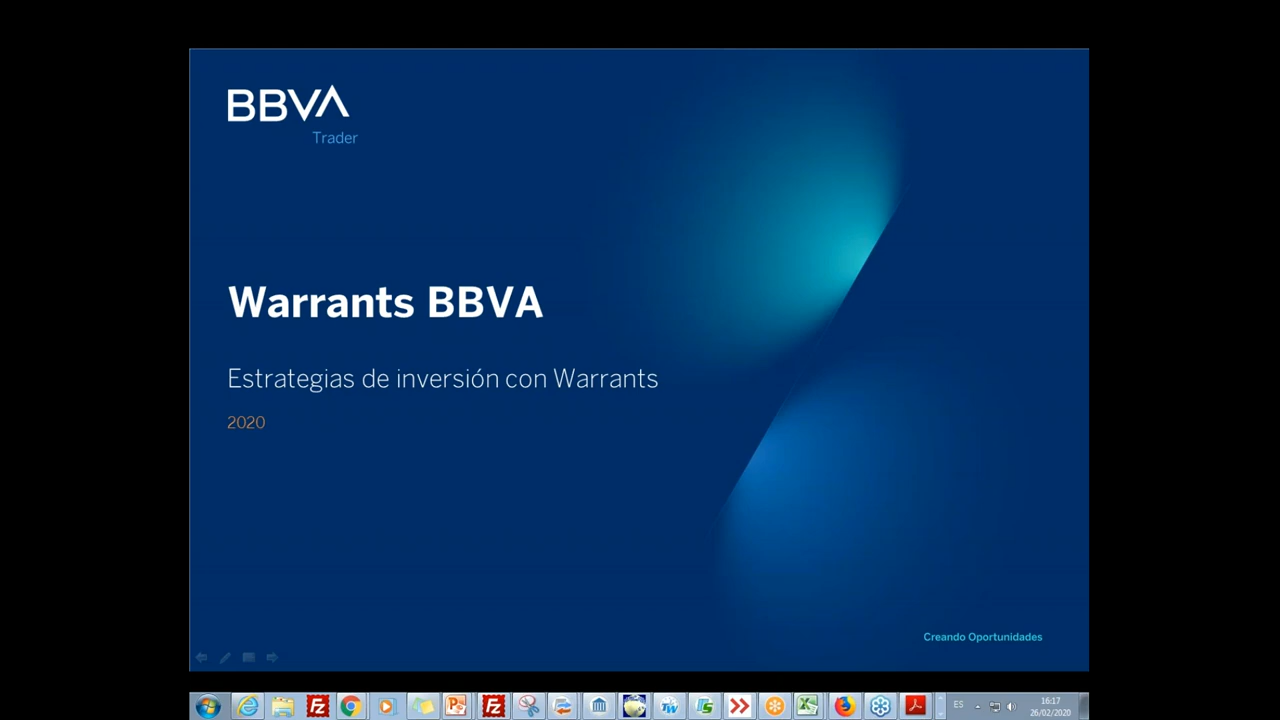 BBVA
Trader
Warrants BBVA
Estrategias de inversión con Warrants
2020
Creando Oportunidades
ES
16:17
26/02/2020